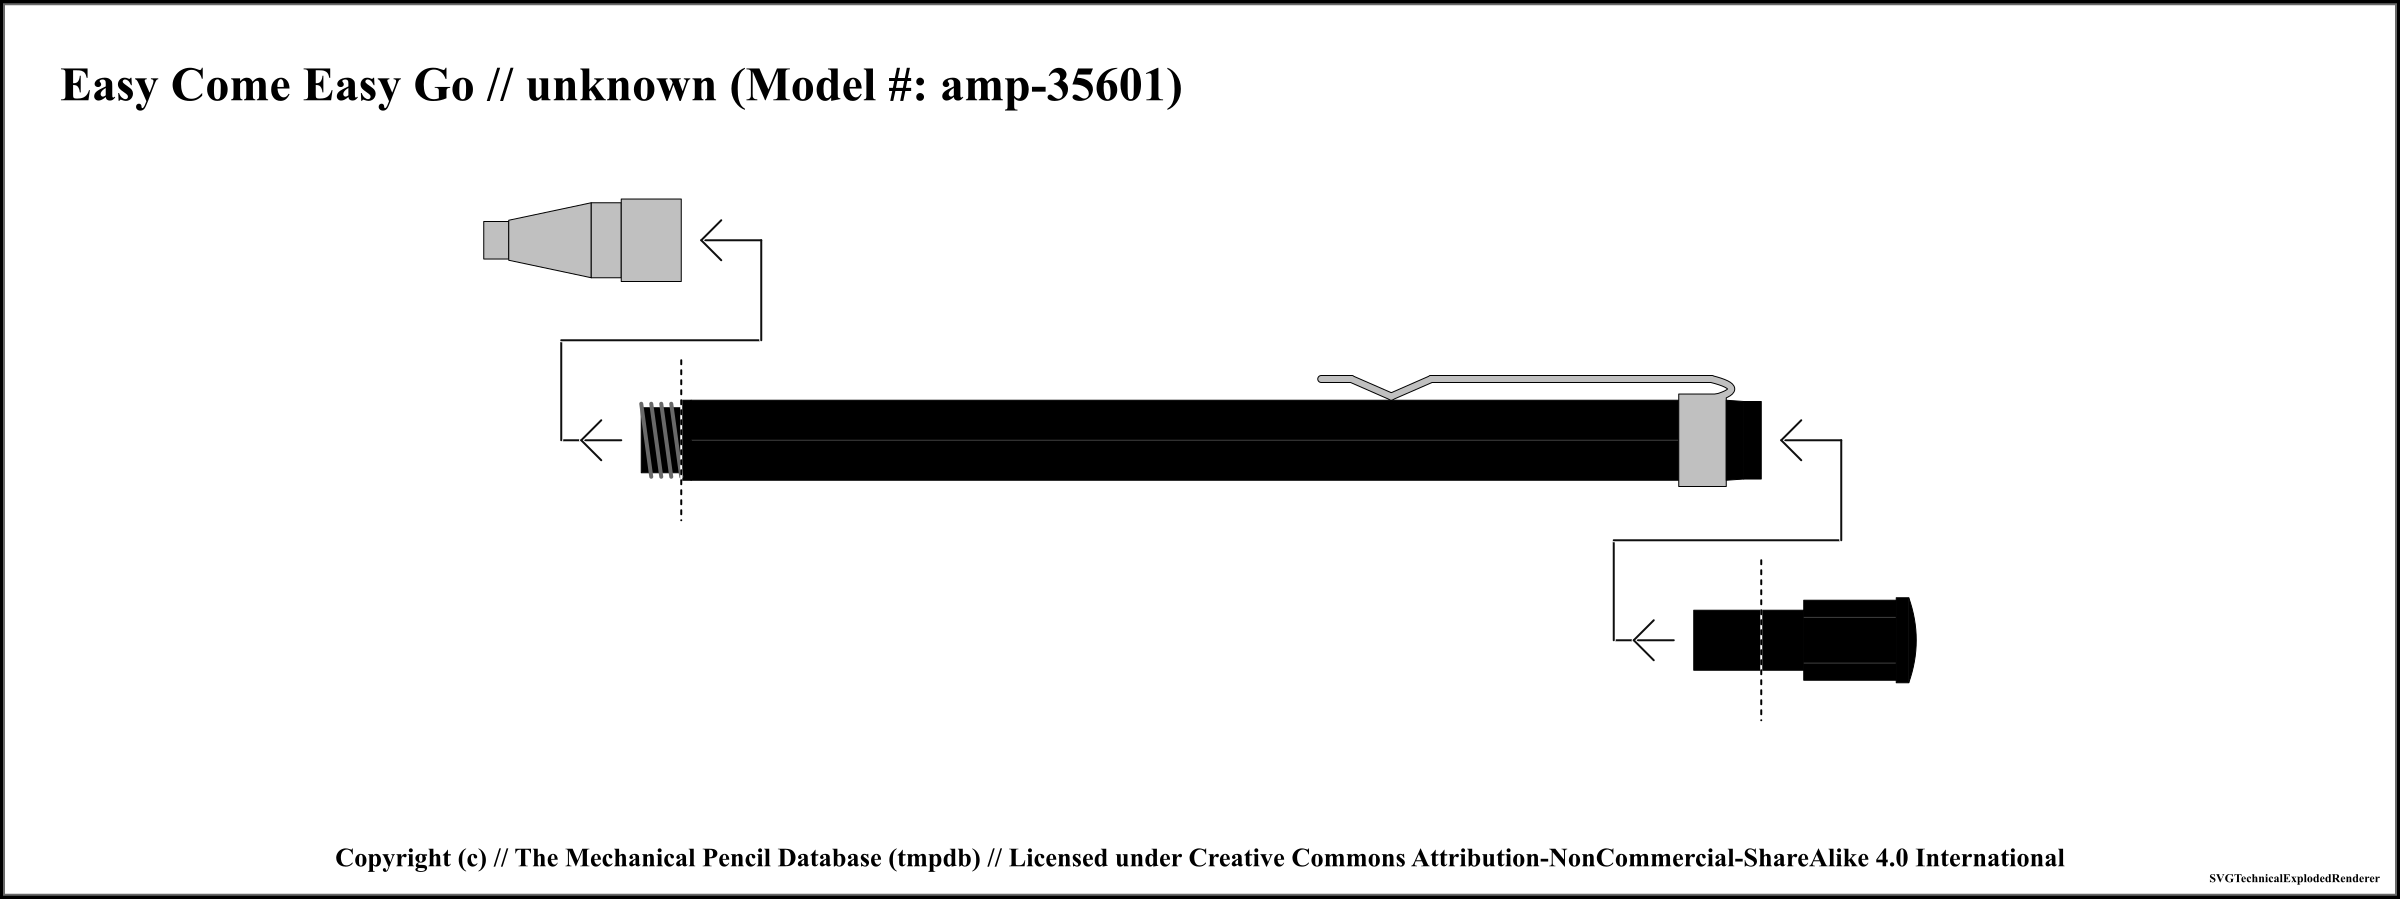 Easy Come Easy Go // unknown (Model #: amp-35601)
Copyright (c) // The Mechanical Pencil Database (tmpdb) // Licensed under Creative Commons Attribution-NonCommercial-ShareAlike 4.0 International
SVGTechnicalExplodedRenderer